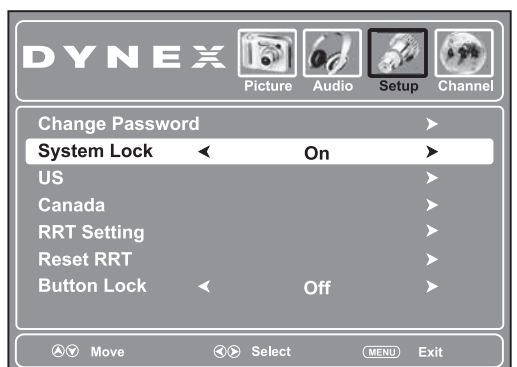 DYNEX
Picture Audio Setup Channel
Change Password
System Lock On
US
Canada
RRT Setting
Reset RRT
Button Lock Off
Move Select MENU Exit